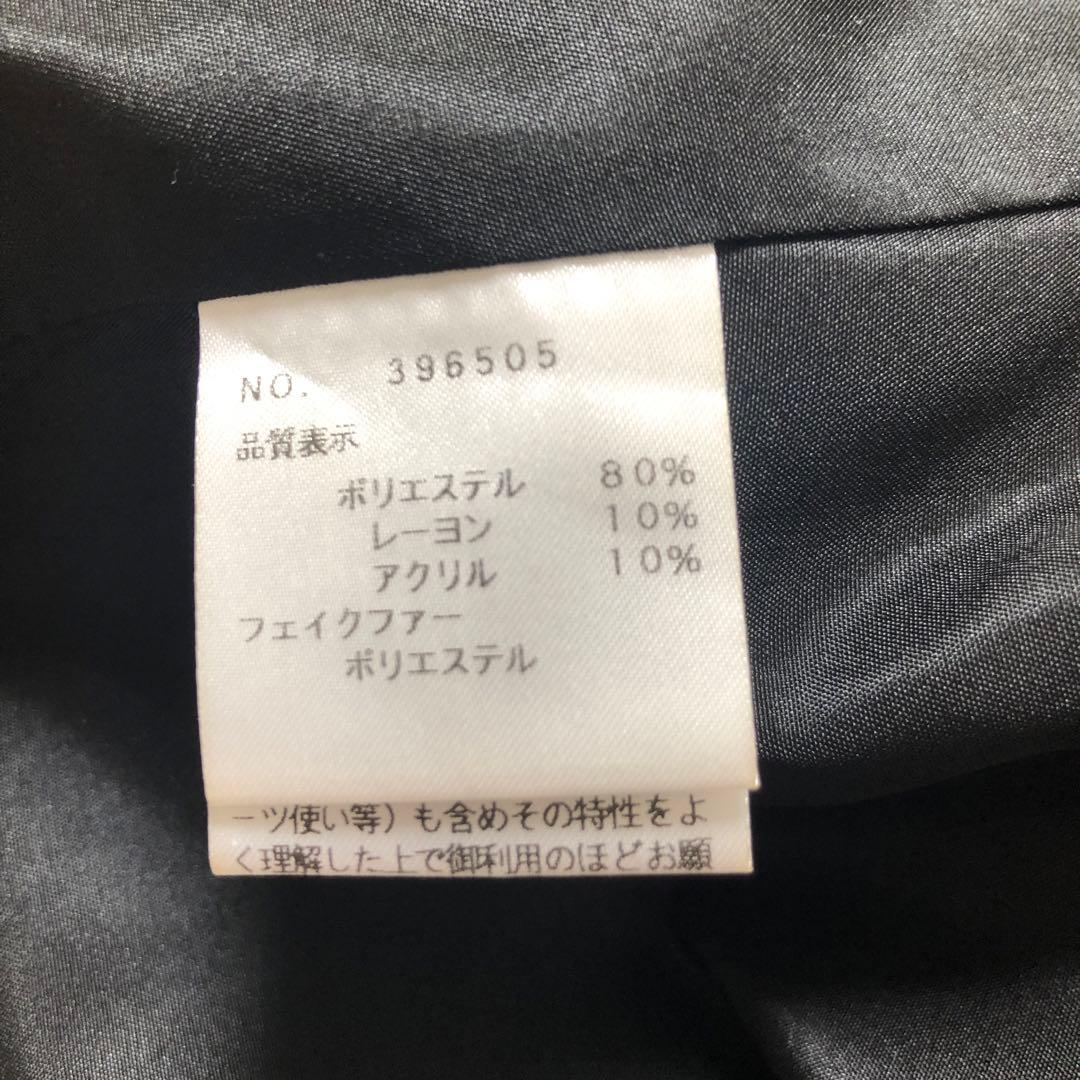 NO. 396505
品質表示
ポリエステル 80%
レーヨン 10%
アクリル 10%
フェイクファー
ポリエステル
ーツ使い等)も含めその特性をよ
く理解した上で御利用のほどお願